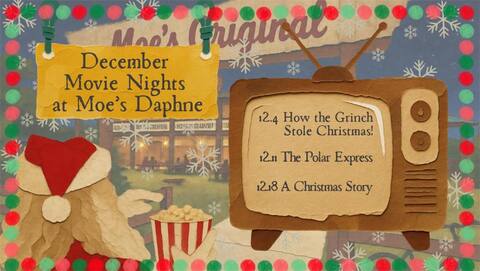 Moe's Original
December
Movie Nights
at Moe's Daphne
12.4 How the Grinch
Stole Christmas!
12.11 The Polar Express
12.18 A Christmas Story